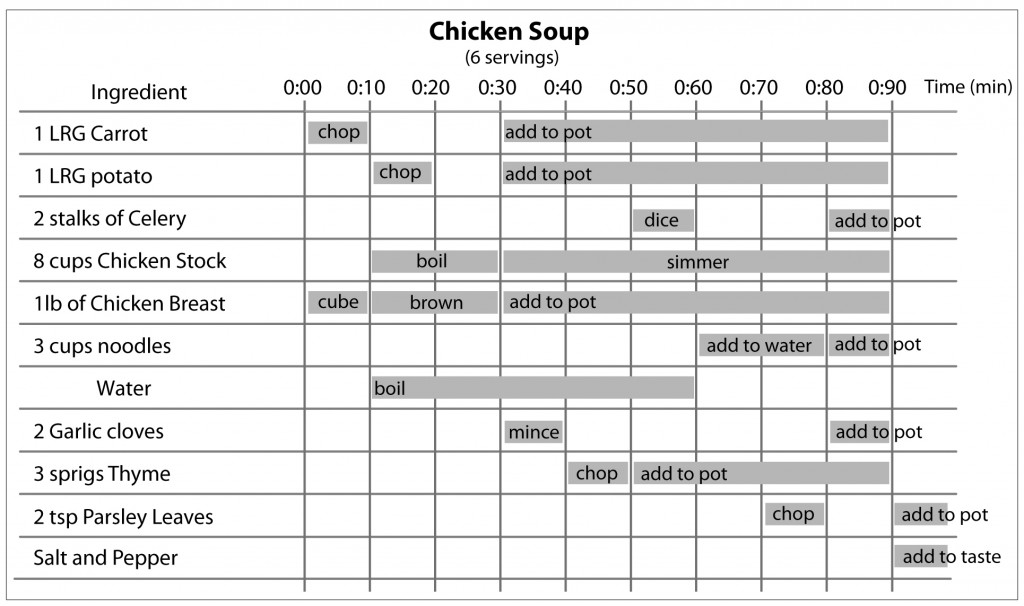 Chicken Soup
(6 servings)
Ingredient 0:00 0:10 0:20 0:30 0:40 0:50 0:60 0:70 0:80 0:90 Time (min)
1 LRG Carrot chop add to pot
1 LRG potato chop add to pot
2 stalks of Celery dice add to pot
8 cups Chicken Stock boil simmer
1lb of Chicken Breast cube brown add to pot
3 cups noodles add to water add to pot
Water boil
2 Garlic cloves mince add to pot
3 sprigs Thyme chop add to pot
2 tsp Parsley Leaves chop add to pot
Salt and Pepper add to taste